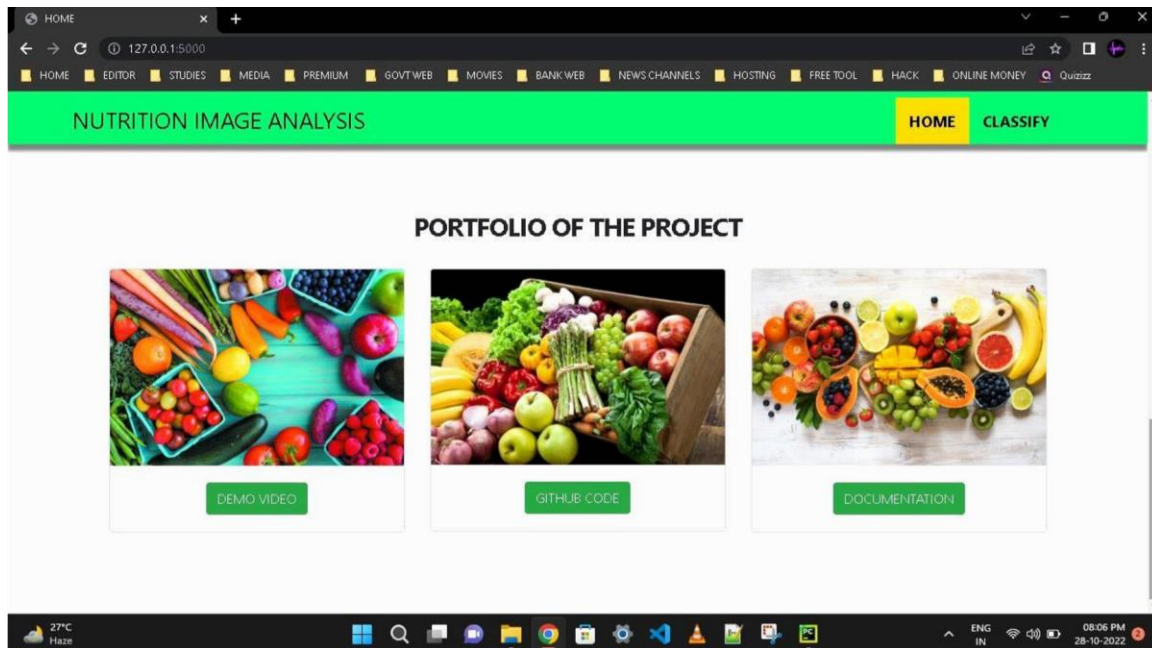 HOME
127.0.0.1:5000
HOME EDITOR STUDIES MEDIA PREMIUM GOVT WEB MOVIES BANK WEB NEWS CHANNELS HOSTING FREE TOOL HACK ONLINE MONEY Quizizz
NUTRITION IMAGE ANALYSIS HOME CLASSIFY
PORTFOLIO OF THE PROJECT
DEMO VIDEO GITHUB CODE DOCUMENTATION
27°C
Haze
ENG
IN
08:06 PM
28-10-2022